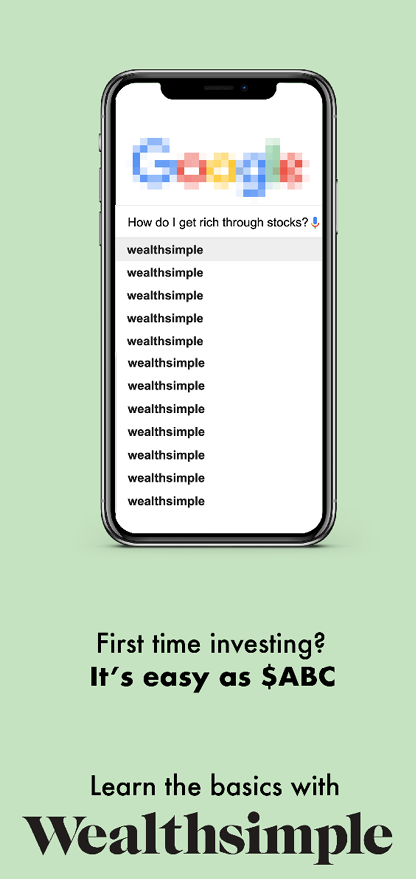 Google
How do I get rich through stocks?
wealthsimple
wealthsimple
wealthsimple
wealthsimple
wealthsimple
wealthsimple
wealthsimple
wealthsimple
wealthsimple
wealthsimple
wealthsimple
wealthsimple
First time investing?
It's easy as $ABC
Learn the basics with
Wealthsimple